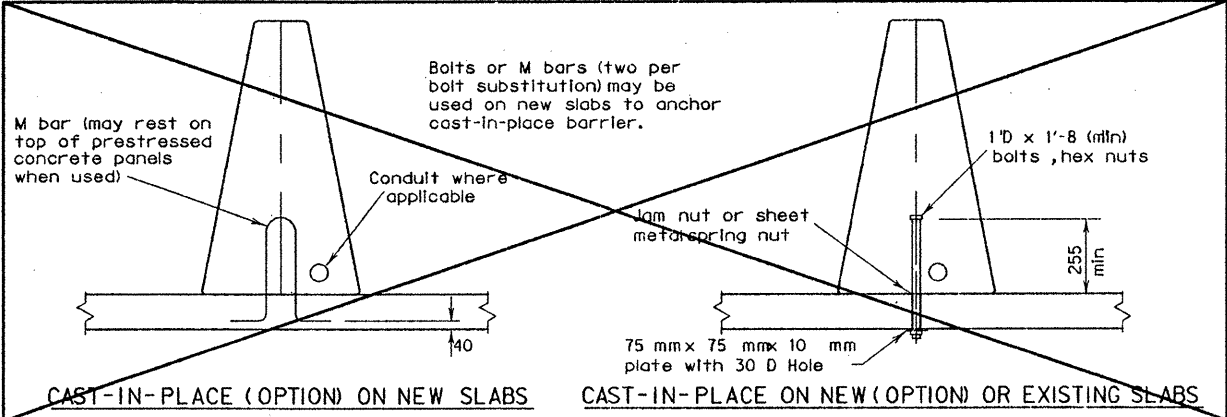 Bolts or M bars (two per
bolt substitution) may be
used on new slabs to anchor
cast-in-place barrier.
M bar (may rest on
top of prestressed
concrete panels
when used)
Conduit where
applicable
1"D x 1'-8 (min)
bolts ,hex nuts
Jam nut or sheet
metal spring nut
255
min
40
75 mm x 75 mm x 10 mm
plate with 30 D Hole
CAST-IN-PLACE (OPTION) ON NEW SLABS
CAST-IN-PLACE ON NEW (OPTION) OR EXISTING SLABS